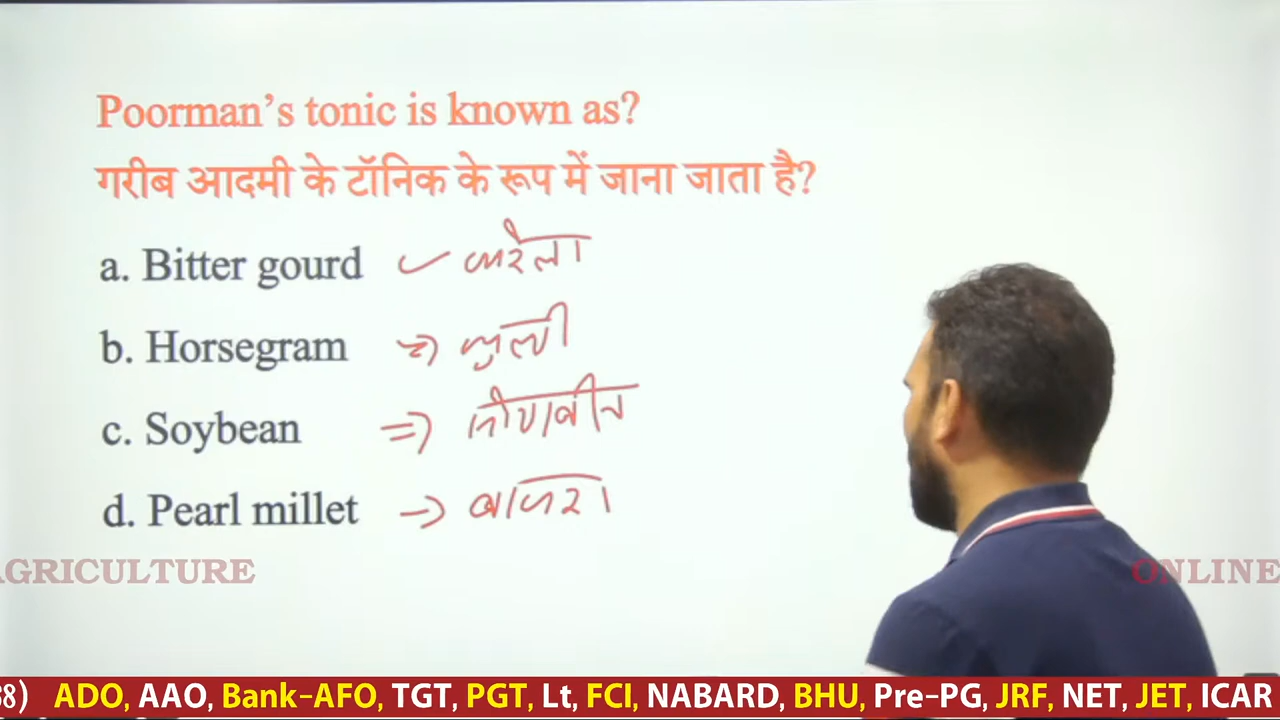 Poorman’s tonic is known as?
गरीब आदमी के टॉनिक के रूप में जाना जाता है?
a. Bitter gourd ✓ करेला
b. Horsegram ⇒
c. Soybean ⇒ सोयाबीन
d. Pearl millet → बाजरा
AGRICULTURE ONLINE
38) ADO, AAO, Bank-AFO, TGT, PGT, Lt, FCI, NABARD, BHU, Pre-PG, JRF, NET, JET, ICAR